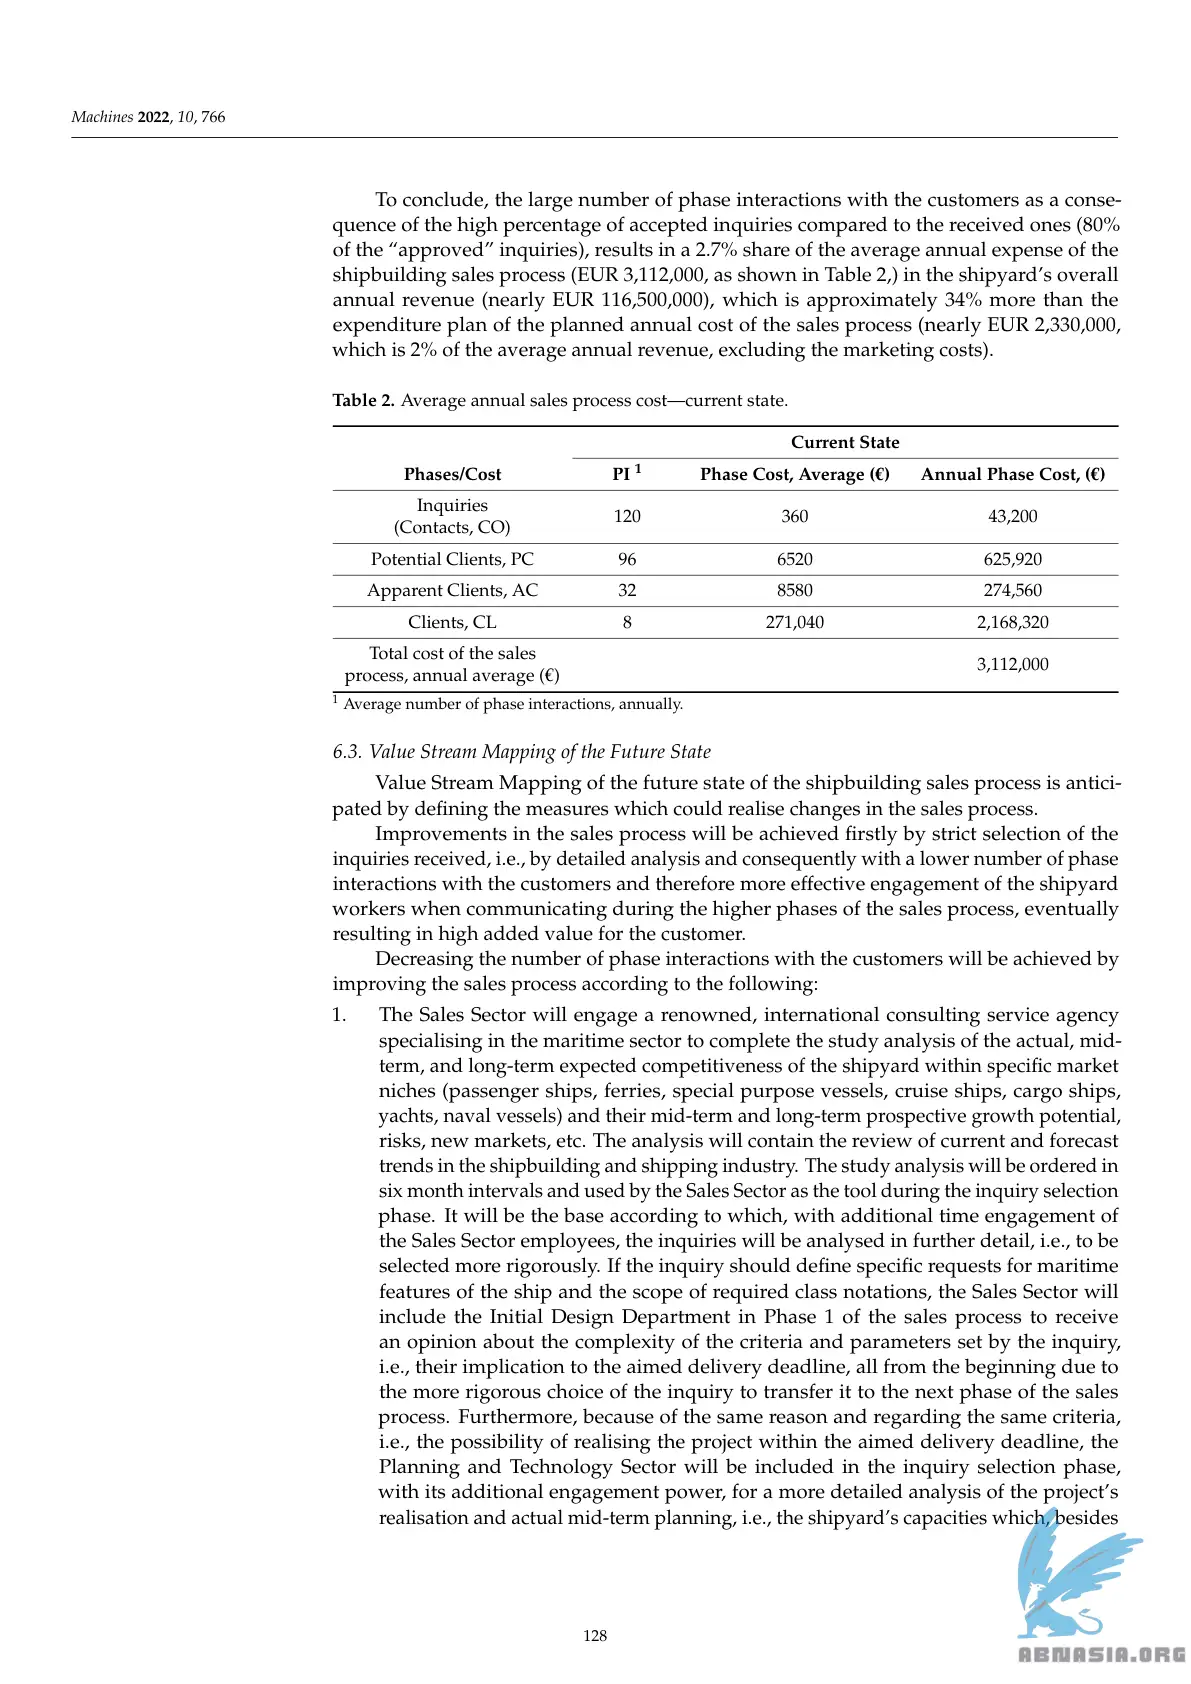 Machines 2022, 10, 766
To conclude, the large number of phase interactions with the customers as a conse-
quence of the high percentage of accepted inquiries compared to the received ones (80%
of the “approved” inquiries), results in a 2.7% share of the average annual expense of the
shipbuilding sales process (EUR 3,112,000, as shown in Table 2,) in the shipyard’s overall
annual revenue (nearly EUR 116,500,000), which is approximately 34% more than the
expenditure plan of the planned annual cost of the sales process (nearly EUR 2,330,000,
which is 2% of the average annual revenue, excluding the marketing costs).
Table 2. Average annual sales process cost—current state.
Current State
Phases/Cost PI 1 Phase Cost, Average (€) Annual Phase Cost, (€)
Inquiries
(Contacts, CO) 120 360 43,200
Potential Clients, PC 96 6520 625,920
Apparent Clients, AC 32 8580 274,560
Clients, CL 8 271,040 2,168,320
Total cost of the sales
process, annual average (€) 3,112,000
1 Average number of phase interactions, annually.
6.3. Value Stream Mapping of the Future State
Value Stream Mapping of the future state of the shipbuilding sales process is antici-
pated by defining the measures which could realise changes in the sales process.
Improvements in the sales process will be achieved firstly by strict selection of the
inquiries received, i.e., by detailed analysis and consequently with a lower number of phase
interactions with the customers and therefore more effective engagement of the shipyard
workers when communicating during the higher phases of the sales process, eventually
resulting in high added value for the customer.
Decreasing the number of phase interactions with the customers will be achieved by
improving the sales process according to the following:
1. The Sales Sector will engage a renowned, international consulting service agency
specialising in the maritime sector to complete the study analysis of the actual, mid-
term, and long-term expected competitiveness of the shipyard within specific market
niches (passenger ships, ferries, special purpose vessels, cruise ships, cargo ships,
yachts, naval vessels) and their mid-term and long-term prospective growth potential,
risks, new markets, etc. The analysis will contain the review of current and forecast
trends in the shipbuilding and shipping industry. The study analysis will be ordered in
six month intervals and used by the Sales Sector as the tool during the inquiry selection
phase. It will be the base according to which, with additional time engagement of
the Sales Sector employees, the inquiries will be analysed in further detail, i.e., to be
selected more rigorously. If the inquiry should define specific requests for maritime
features of the ship and the scope of required class notations, the Sales Sector will
include the Initial Design Department in Phase 1 of the sales process to receive
an opinion about the complexity of the criteria and parameters set by the inquiry,
i.e., their implication to the aimed delivery deadline, all from the beginning due to
the more rigorous choice of the inquiry to transfer it to the next phase of the sales
process. Furthermore, because of the same reason and regarding the same criteria,
i.e., the possibility of realising the project within the aimed delivery deadline, the
Planning and Technology Sector will be included in the inquiry selection phase,
with its additional engagement power, for a more detailed analysis of the project’s
realisation and actual mid-term planning, i.e., the shipyard’s capacities which, besides
128
ABNASIA.ORG